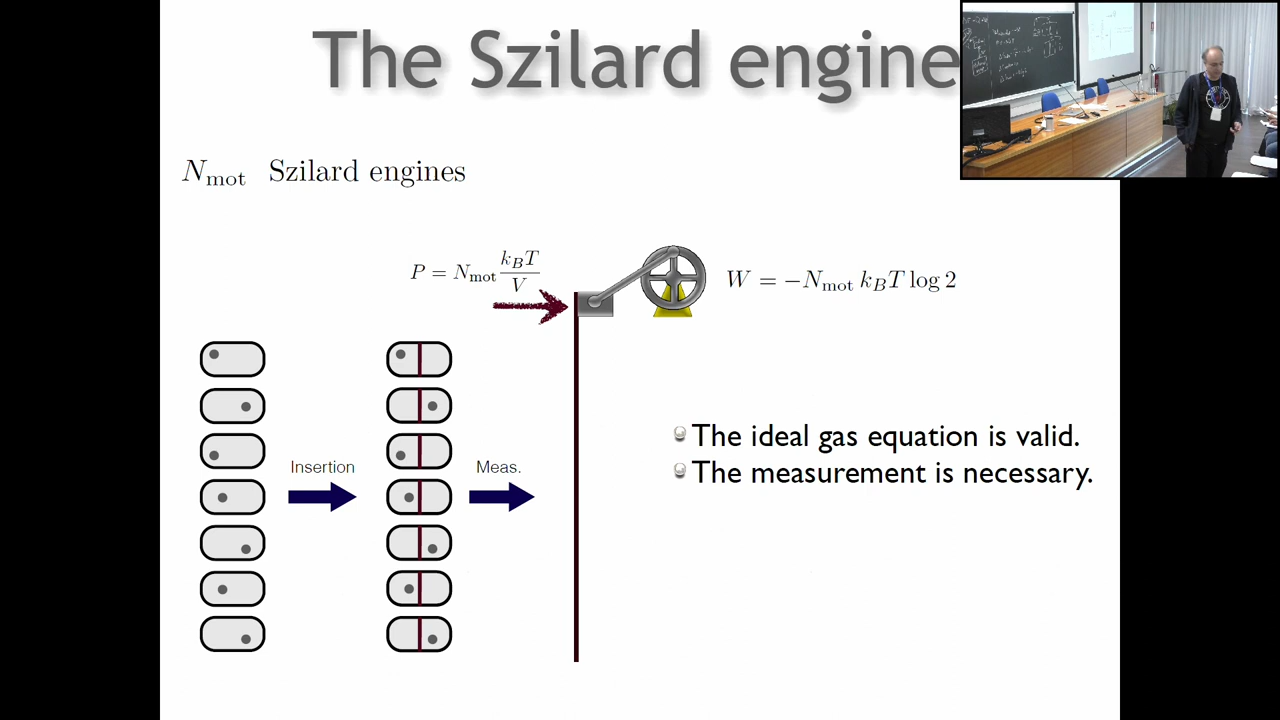 The Szilard engine
N_mot Szilard engines
P = N_mot k_B T / V
W = −N_mot k_B T log 2
Insertion
Meas.
The ideal gas equation is valid.
The measurement is necessary.